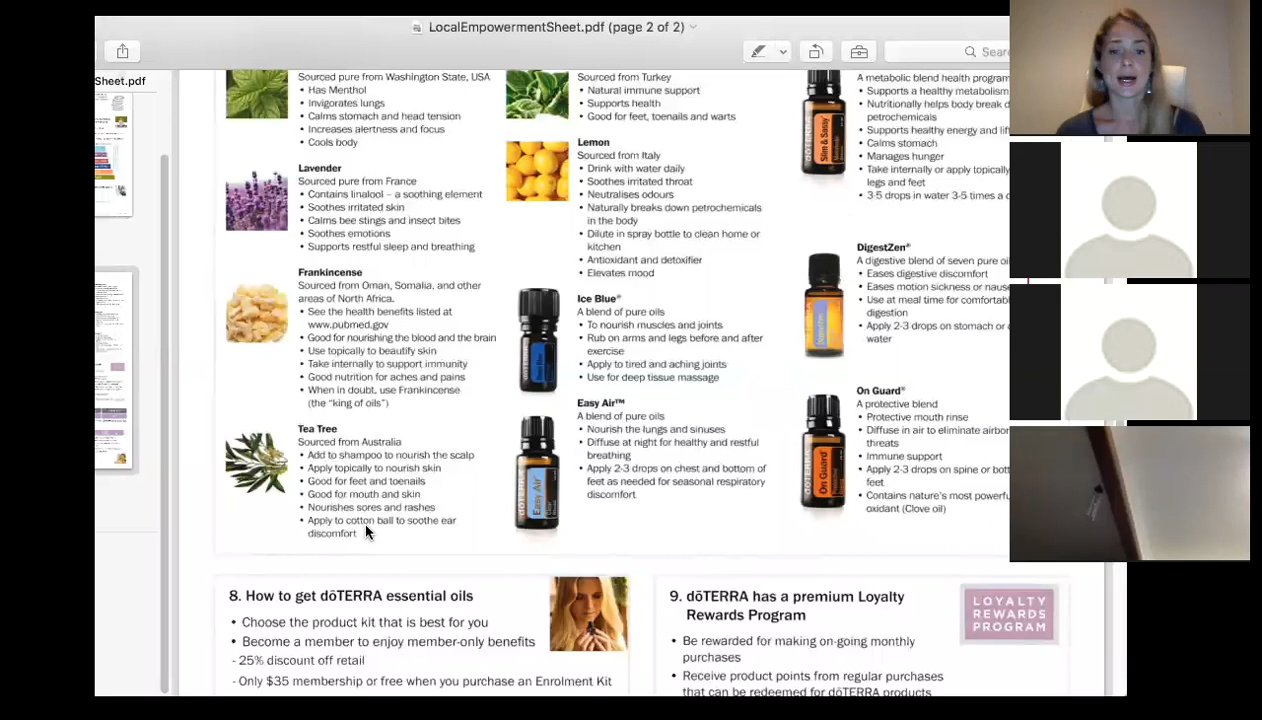 LocalEmpowermentSheet.pdf (page 2 of 2)
Sheet.pdf
Sourced pure from Washington State, USA
• Has Menthol
• Invigorates lungs
• Calms stomach and head tension
• Increases alertness and focus
• Cools body
Lavender
Sourced pure from France
• Contains linalool – a soothing element
• Soothes irritated skin
• Calms bee stings and insect bites
• Soothes emotions
• Supports restful sleep and breathing
Frankincense
Sourced from Oman, Somalia, and other
areas of North Africa.
• See the health benefits listed at
www.pubmed.gov
• Good for nourishing the blood and the brain
• Use topically to beautify skin
• Take internally to support immunity
• Good nutrition for aches and pains
• When in doubt, use Frankincense
(the “king of oils”)
Tea Tree
Sourced from Australia
• Add to shampoo to nourish the scalp
• Apply topically to nourish skin
• Good for feet and toenails
• Good for mouth and skin
• Nourishes sores and rashes
• Apply to cotton ball to soothe ear
discomfort
Sourced from Turkey
• Natural immune support
• Supports health
• Good for feet, toenails and warts
Lemon
Sourced from Italy
• Drink with water daily
• Soothes irritated throat
• Neutralises odours
• Naturally breaks down petrochemicals
in the body
• Dilute in spray bottle to clean home or
kitchen
• Antioxidant and detoxifier
• Elevates mood
Ice Blue®
A blend of pure oils
• To nourish muscles and joints
• Rub on arms and legs before and after
exercise
• Apply to tired and aching joints
• Use for deep tissue massage
Easy Air™
A blend of pure oils
• Nourish the lungs and sinuses
• Diffuse at night for healthy and restful
breathing
• Apply 2-3 drops on chest and bottom of
feet as needed for seasonal respiratory
discomfort
Easy Air
A metabolic blend health program
• Supports a healthy metabolism
• Nutritionally helps body break d
petrochemicals
• Supports healthy energy and lif
• Calms stomach
• Manages hunger
• Take internally or apply topically
legs and feet
• 3-5 drops in water 3-5 times a d
Slim & Sassy
DigestZen®
A digestive blend of seven pure oil
• Eases digestive discomfort
• Eases motion sickness or nause
• Use at meal time for comfortabl
digestion
• Apply 2-3 drops on stomach or
water
On Guard®
A protective blend
• Protective mouth rinse
• Diffuse in air to eliminate airbor
threats
• Immune support
• Apply 2-3 drops on spine or bott
feet
• Contains nature's most powerfu
oxidant (Clove oil)
On Guard
8. How to get dōTERRA essential oils
• Choose the product kit that is best for you
• Become a member to enjoy member-only benefits
- 25% discount off retail
- Only $35 membership or free when you purchase an Enrolment Kit
9. dōTERRA has a premium Loyalty
Rewards Program
• Be rewarded for making on-going monthly
purchases
• Receive product points from regular purchases
that can be redeemed for dōTERRA products
LOYALTY
REWARDS
PROGRAM